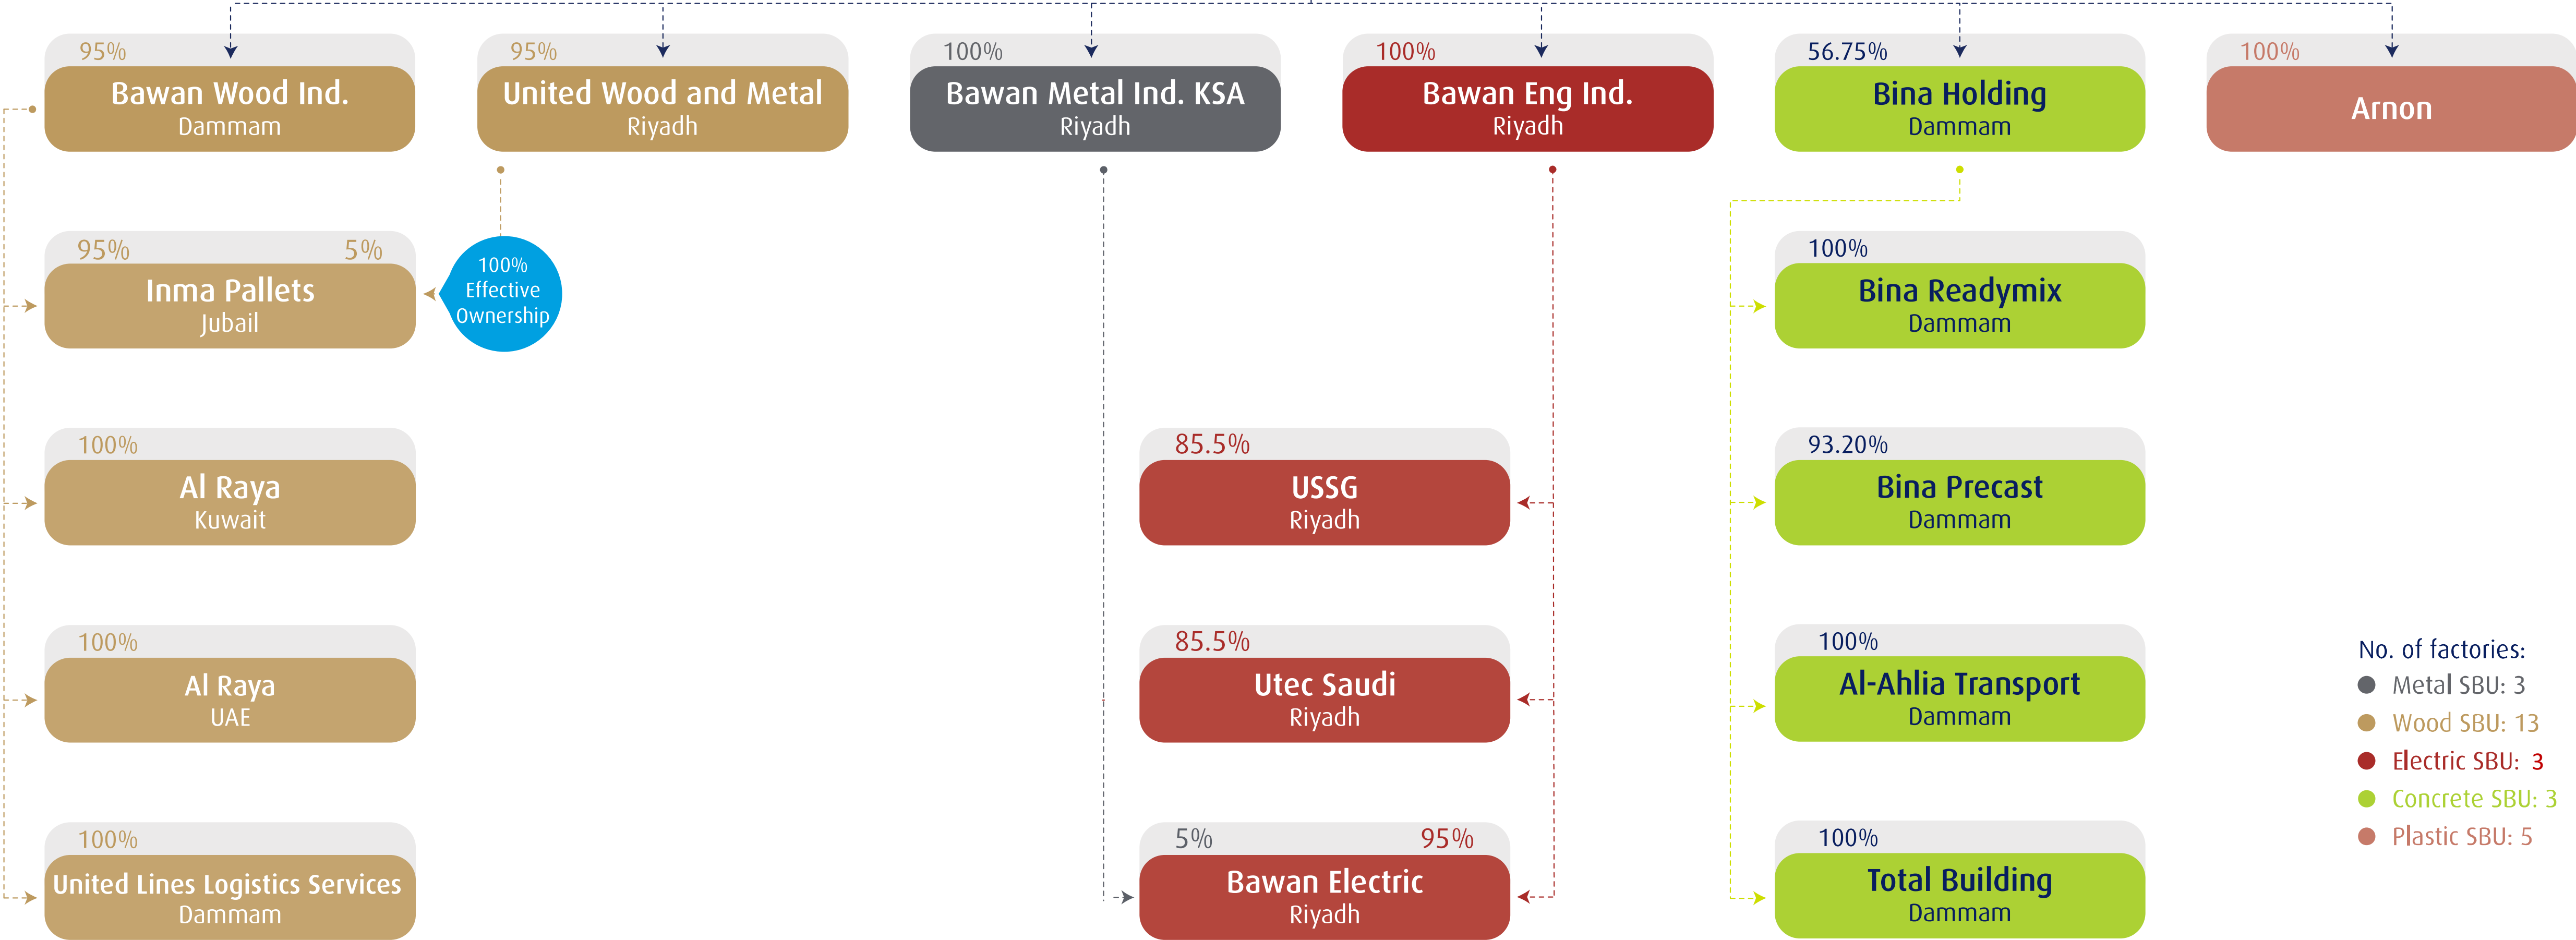 95%
Bawan Wood Ind.
Dammam
95%
United Wood and Metal
Riyadh
100%
Bawan Metal Ind. KSA
Riyadh
100%
Bawan Eng Ind.
Riyadh
56.75%
Bina Holding
Dammam
100%
Arnon
95% 5%
Inma Pallets
Jubail
100%
Effective
Ownership
100%
Bina Readymix
Dammam
100%
Al Raya
Kuwait
85.5%
USSG
Riyadh
93.20%
Bina Precast
Dammam
100%
Al Raya
UAE
85.5%
Utec Saudi
Riyadh
100%
Al-Ahlia Transport
Dammam
100%
United Lines Logistics Services
Dammam
5% 95%
Bawan Electric
Riyadh
100%
Total Building
Dammam
No. of factories:
Metal SBU: 3
Wood SBU: 13
Electric SBU: 3
Concrete SBU: 3
Plastic SBU: 5